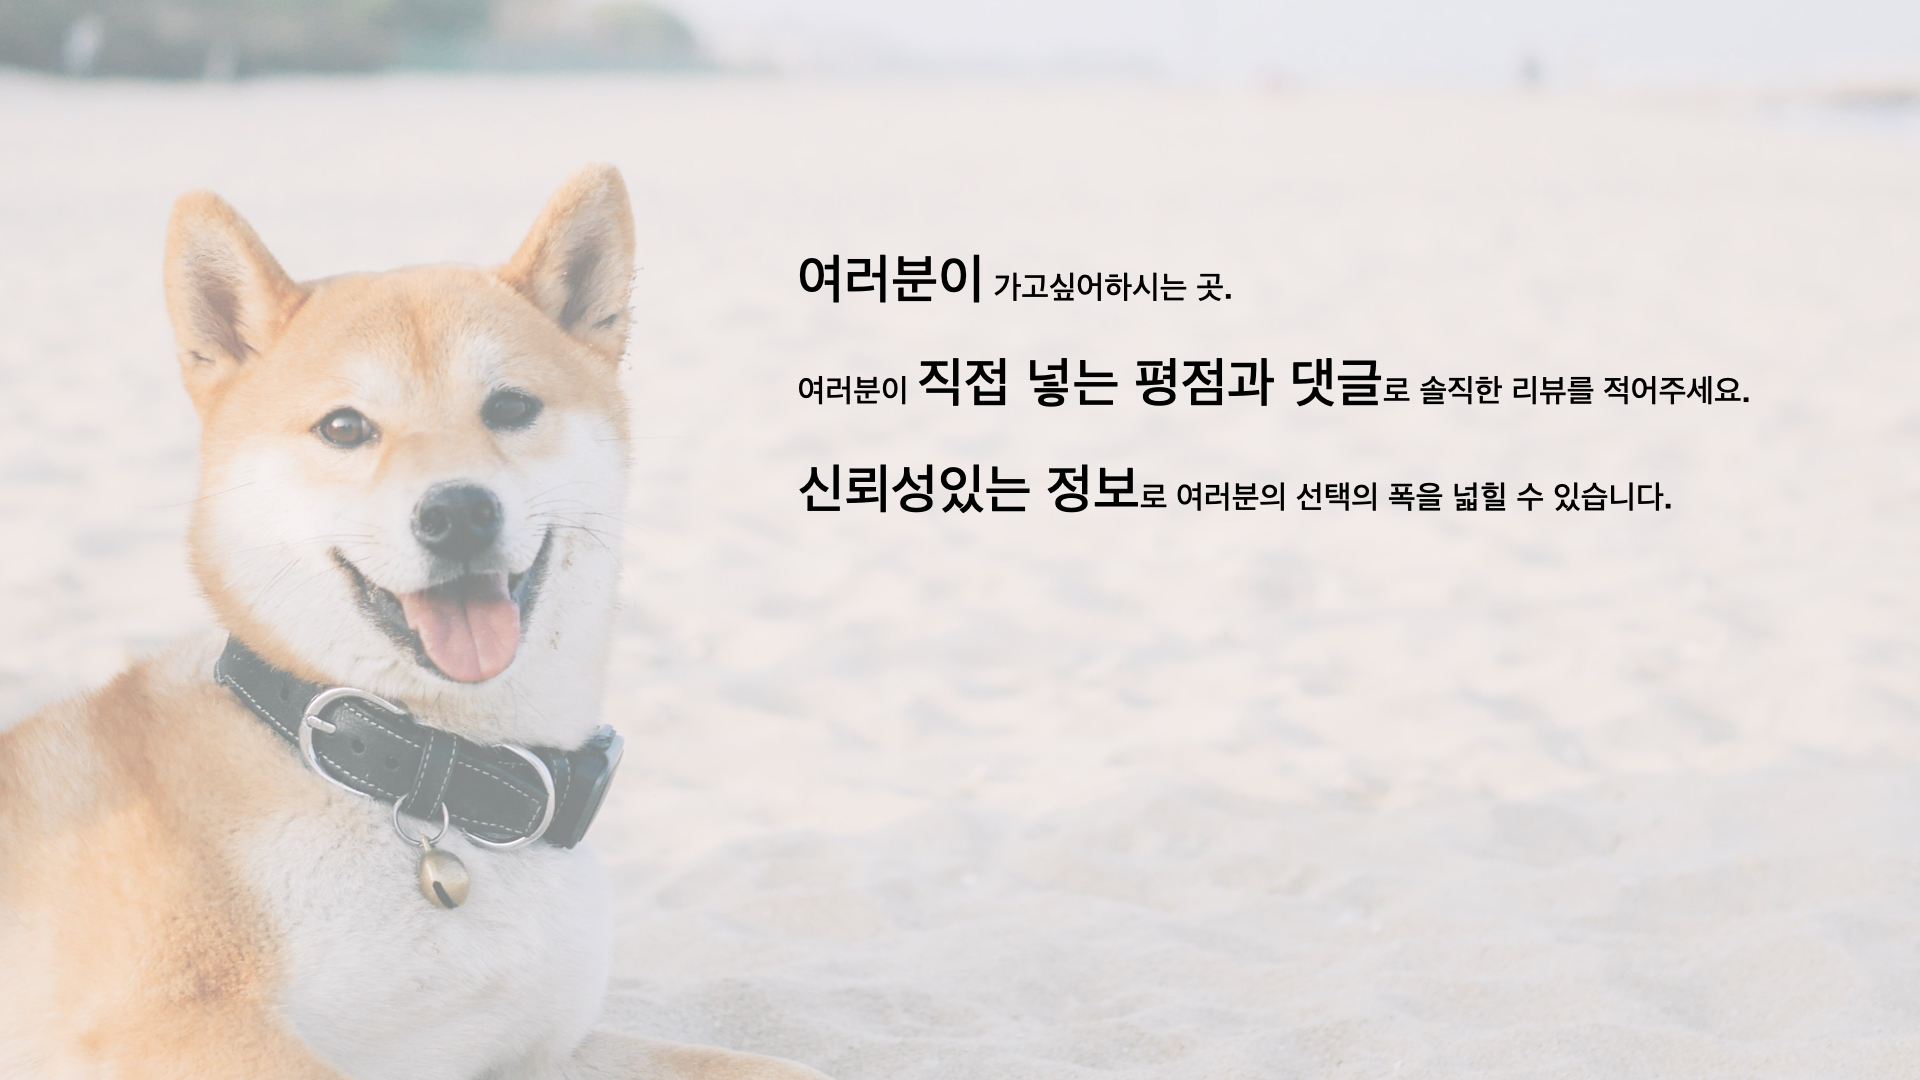 여러분이 가고싶어하시는 곳.
여러분이 직접 넣는 평점과 댓글로 솔직한 리뷰를 적어주세요.
신뢰성있는 정보로 여러분의 선택의 폭을 넓힐 수 있습니다.